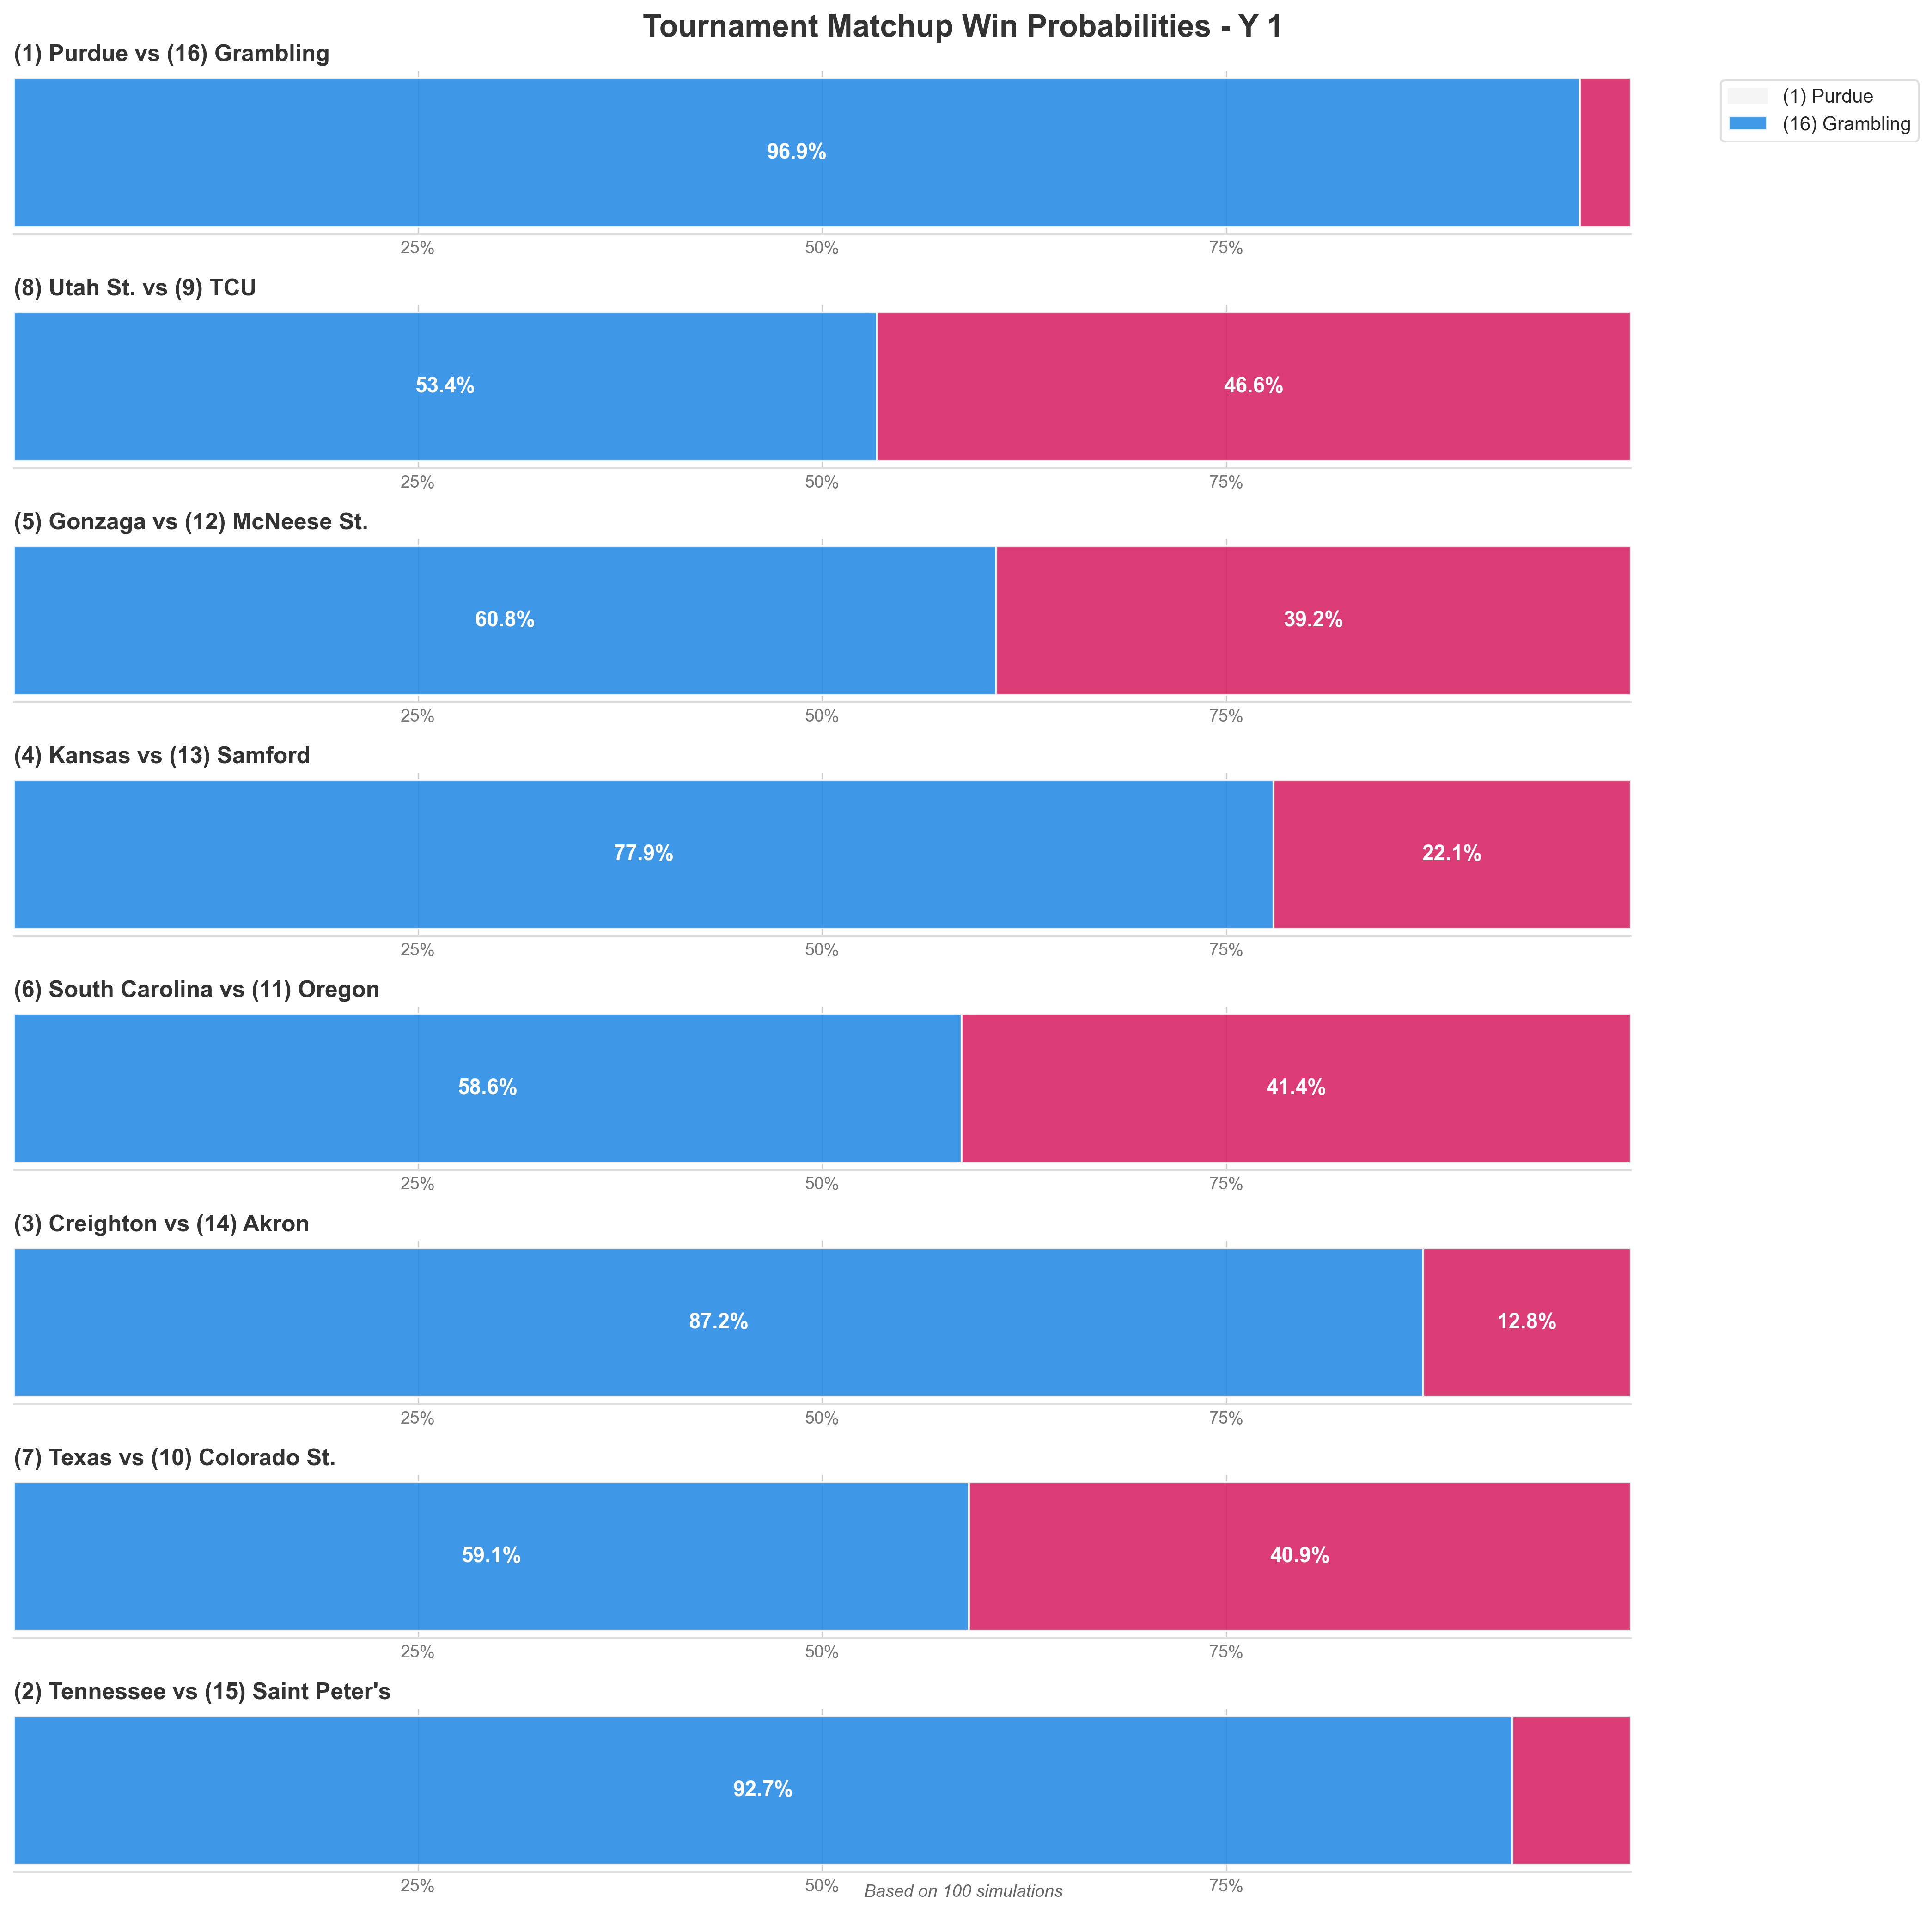 Tournament Matchup Win Probabilities - Y 1
(1) Purdue vs (16) Grambling
(1) Purdue
(16) Grambling
96.9%
25% 50% 75%
(8) Utah St. vs (9) TCU
53.4% 46.6%
25% 50% 75%
(5) Gonzaga vs (12) McNeese St.
60.8% 39.2%
25% 50% 75%
(4) Kansas vs (13) Samford
77.9% 22.1%
25% 50% 75%
(6) South Carolina vs (11) Oregon
58.6% 41.4%
25% 50% 75%
(3) Creighton vs (14) Akron
87.2% 12.8%
25% 50% 75%
(7) Texas vs (10) Colorado St.
59.1% 40.9%
25% 50% 75%
(2) Tennessee vs (15) Saint Peter's
92.7%
25% 50% 75%
Based on 100 simulations